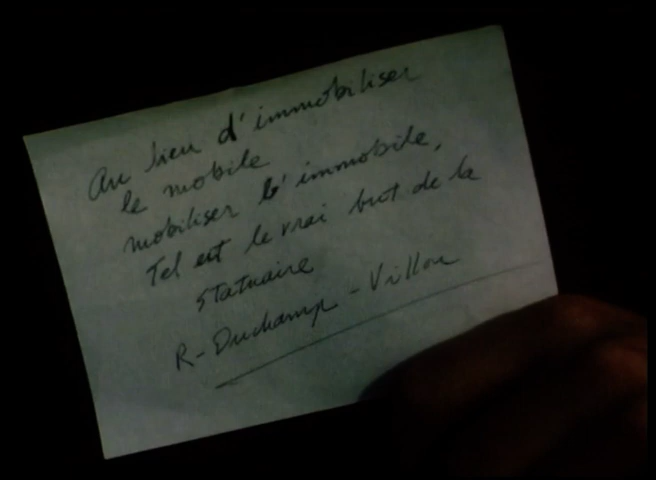 Au lieu d'immobiliser
le mobile
mobiliser l'immobile,
Tel est le vrai but de la
statuaire
R-Duchamp-Villon